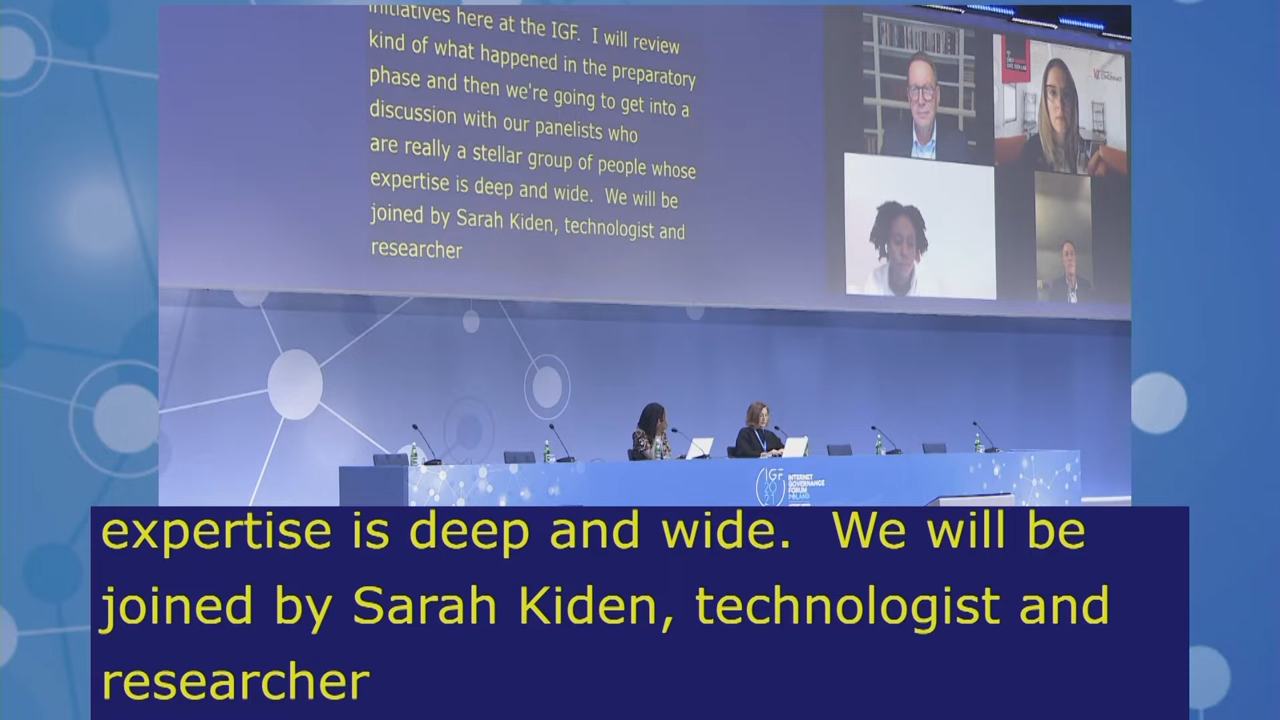 initiatives here at the IGF.  I will review
kind of what happened in the preparatory
phase and then we're going to get into a
discussion with our panelists who
are really a stellar group of people whose
expertise is deep and wide.  We will be
joined by Sarah Kiden, technologist and
researcher
IGF
2021
INTERNET
GOVERNANCE
FORUM
POLAND
expertise is deep and wide.  We will be
joined by Sarah Kiden, technologist and
researcher